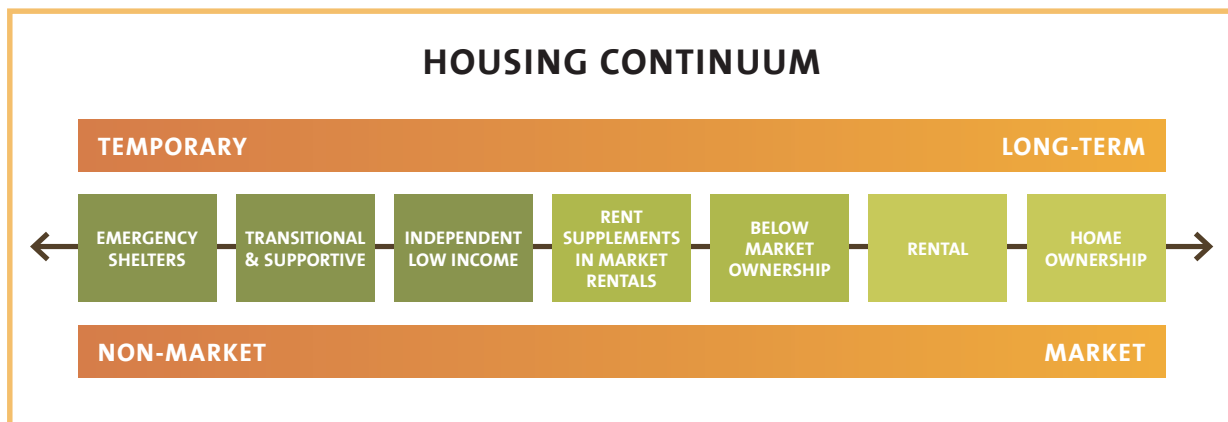 HOUSING CONTINUUM
TEMPORARY
LONG-TERM
EMERGENCY
SHELTERS
TRANSITIONAL
& SUPPORTIVE
INDEPENDENT
LOW INCOME
RENT
SUPPLEMENTS
IN MARKET
RENTALS
BELOW
MARKET
OWNERSHIP
RENTAL
HOME
OWNERSHIP
NON-MARKET
MARKET